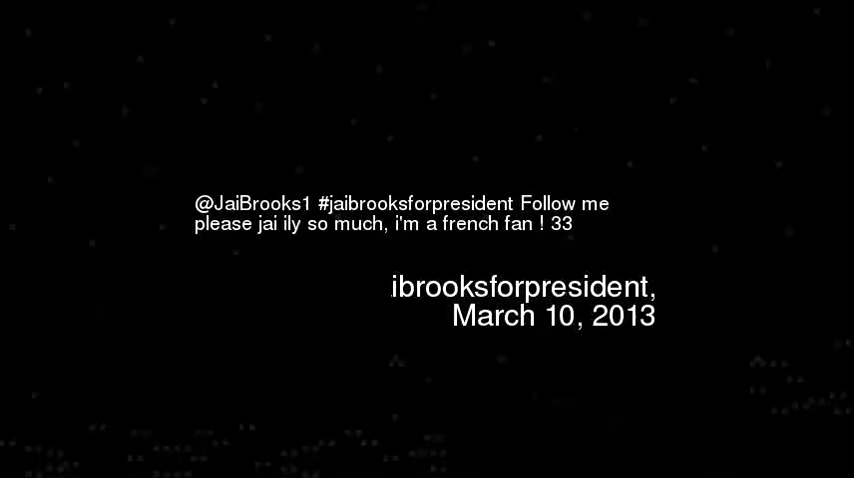 @JaiBrooks1 #jaibrooksforpresident Follow me
please jai ily so much, i'm a french fan ! 33
ibrooksforpresident,
March 10, 2013